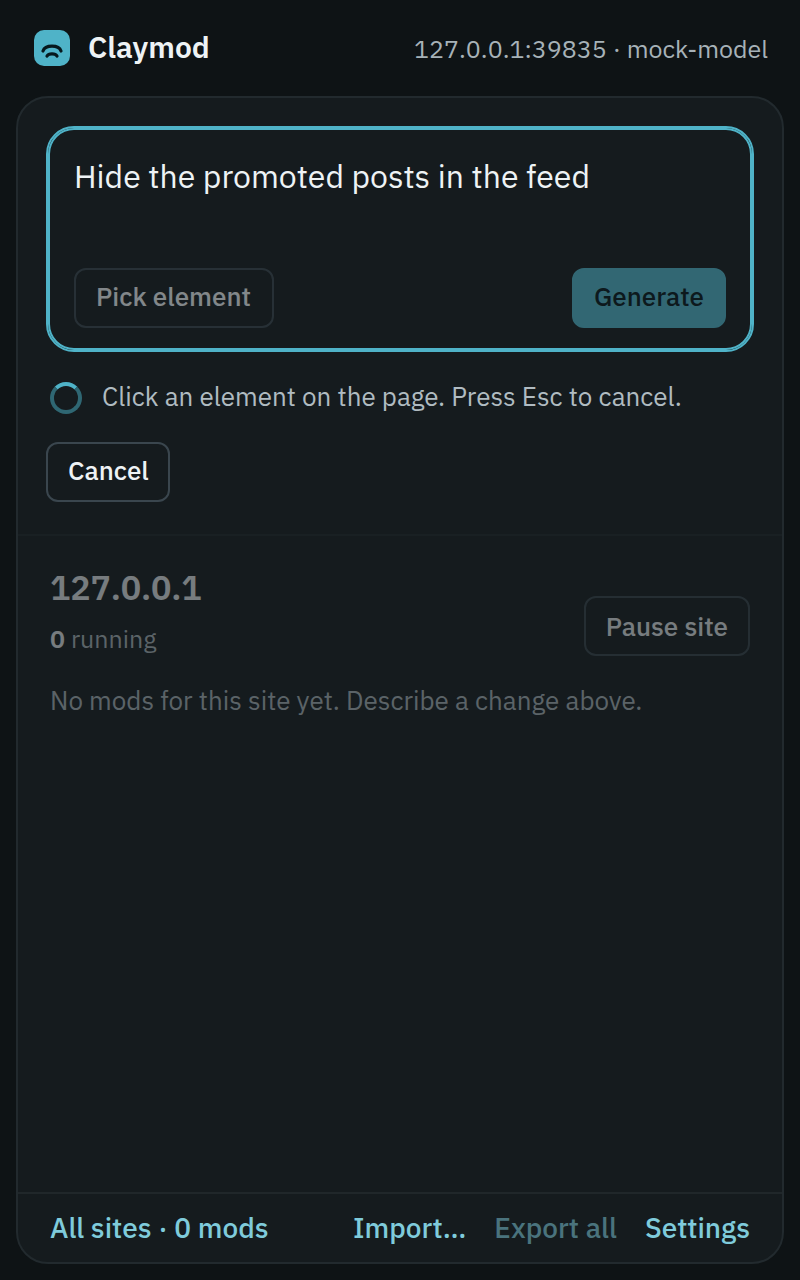 Claymod
127.0.0.1:39835 · mock-model
Hide the promoted posts in the feed
Pick element
Generate
Click an element on the page. Press Esc to cancel.
Cancel
127.0.0.1
0 running
Pause site
No mods for this site yet. Describe a change above.
All sites · 0 mods
Import...
Export all
Settings